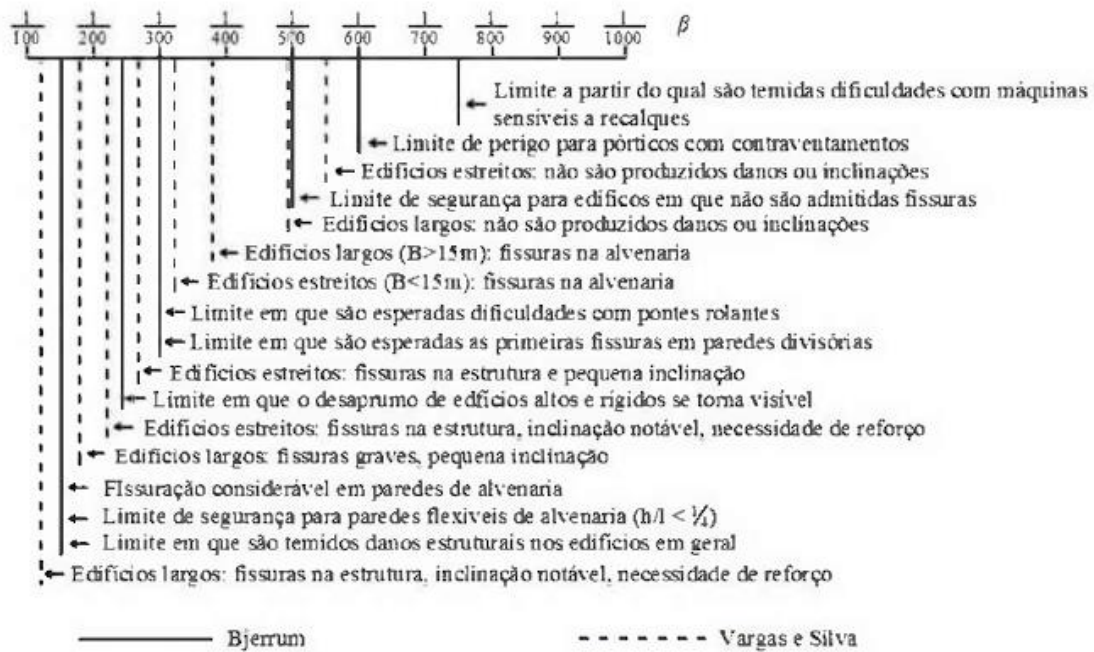 1 1 1 1 1 1 1 1 1 1 β
100 200 300 400 500 600 700 800 900 1000
Limite a partir do qual são temidas dificuldades com máquinas
sensíveis a recalques
Limite de perigo para pórticos com contraventamentos
Edifícios estreitos: não são produzidos danos ou inclinações
Limite de segurança para edifícos em que não são admitidas fissuras
Edifícios largos: não são produzidos danos ou inclinações
Edifícios largos (B>15m): fissuras na alvenaria
Edifícios estreitos (B<15m): fissuras na alvenaria
Limite em que são esperadas dificuldades com pontes rolantes
Limite em que são esperadas as primeiras fissuras em paredes divisórias
Edifícios estreitos: fissuras na estrutura e pequena inclinação
Limite em que o desaprumo de edfícios altos e rígidos se torna visível
Edifícios estreitos: fissuras na estrutura, inclinação notável, necessidade de reforço
Edifícios largos: fissuras graves, pequena inclinação
FIssuração considerável em paredes de alvenaria
Limite de segurança para paredes flexíveis de alvenaria (h/l < ¼)
Limite em que são temidos danos estruturais nos edifícios em geral
Edifícios largos: fissuras na estrutura, inclinação notável, necessidade de reforço
Bjerrum Vargas e Silva